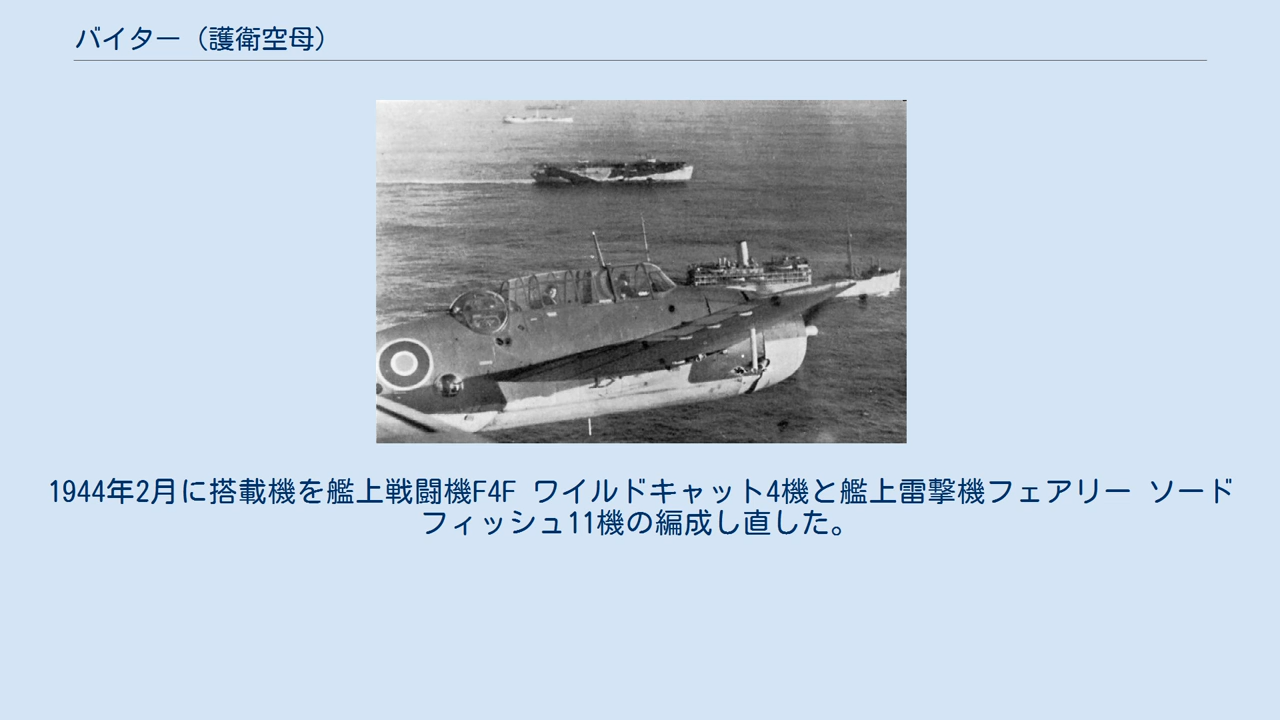 バイター（護衛空母）
1944年2月に搭載機を艦上戦闘機F4F ワイルドキャット4機と艦上雷撃機フェアリー ソード
フィッシュ11機の編成し直した。